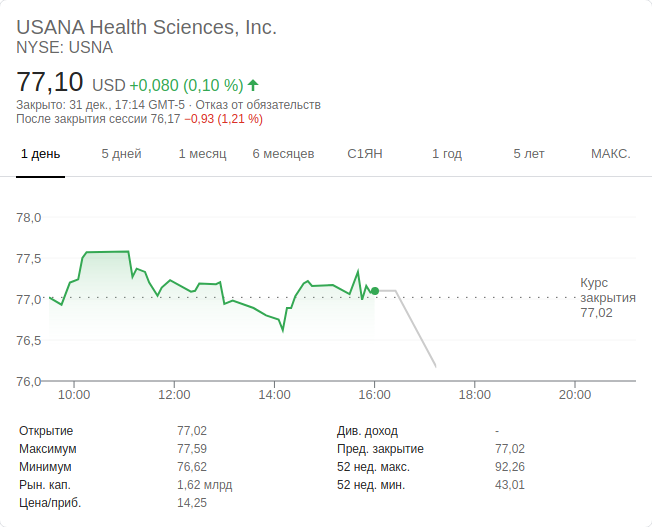 USANA Health Sciences, Inc.
NYSE: USNA
77,10 USD +0,080 (0,10 %)
Закрыто: 31 дек., 17:14 GMT-5 · Отказ от обязательств
После закрытия сессии 76,17 −0,93 (1,21 %)
1 день 5 дней 1 месяц 6 месяцев С1ЯН 1 год 5 лет МАКС.
78,0
77,5
77,0
76,5
76,0
Курс
закрытия
77,02
10:00 12:00 14:00 16:00 18:00 20:00
Открытие 77,02 Див. доход -
Максимум 77,59 Пред. закрытие 77,02
Минимум 76,62 52 нед. макс. 92,26
Рын. кап. 1,62 млрд 52 нед. мин. 43,01
Цена/приб. 14,25